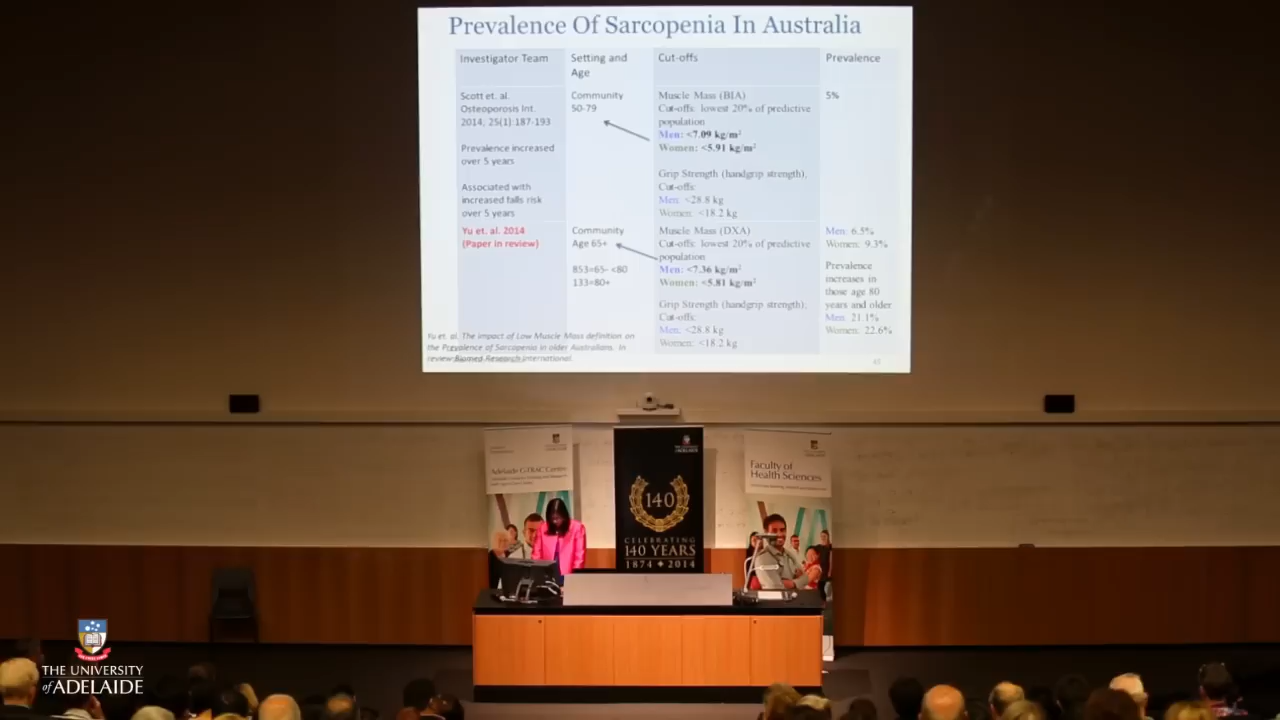 Prevalence Of Sarcopenia In Australia
Investigator Team
Setting and
Age
Cut-offs
Prevalence
Scott et. al.
Osteoporosis Int.
2014; 25(1):187-193
Prevalence increased
over 5 years
Associated with
increased falls risk
over 5 years
Community
50-79
Muscle Mass (BIA)
Cut-offs: lowest 20% of predictive
population
Men: <7.09 kg/m²
Women: <5.91 kg/m²
Grip Strength (handgrip strength),
Cut-offs:
Men: <28.8 kg
Women: <18.2 kg
5%
Yu et. al. 2014
(Paper in review)
Community
Age 65+
853=65- <80
133=80+
Muscle Mass (DXA)
Cut-offs: lowest 20% of predictive
population
Men: <7.36 kg/m²
Women: <5.81 kg/m²
Grip Strength (handgrip strength),
Cut-offs:
Men: <28.8 kg
Women: <18.2 kg
Men: 6.5%
Women: 9.3%
Prevalence
increases in
those age 80
years and older
Men: 21.1%
Women: 22.6%
Yu et. al. The impact of Low Muscle Mass definition on
the Prevalence of Sarcopenia in older Australians. In
review Biomed Research International.
Adelaide G-TRAC Centre
THE UNIVERSITY
of ADELAIDE
140
CELEBRATING
140 YEARS
1874 2014
Faculty of
Health Sciences
THE UNIVERSITY
of ADELAIDE